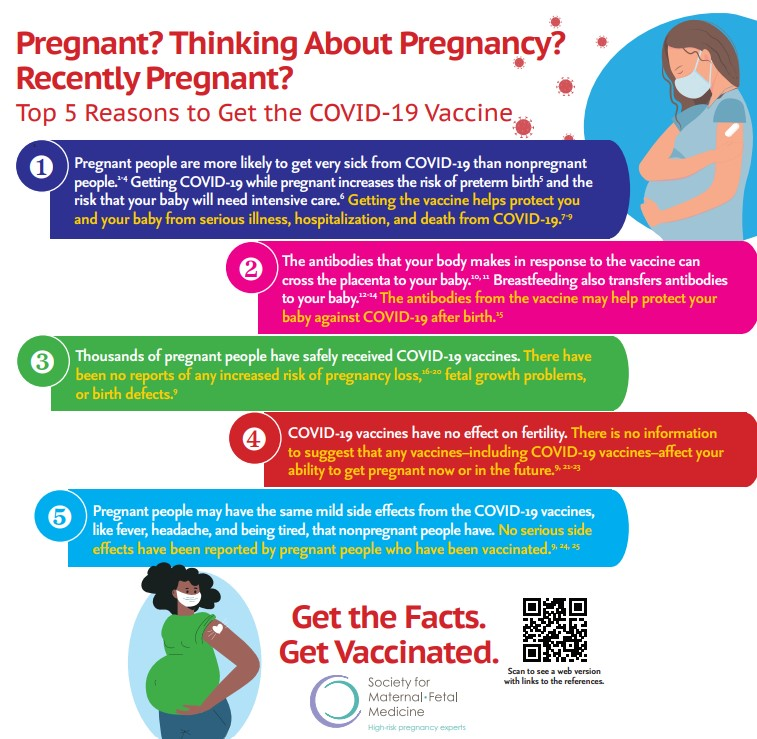 Pregnant? Thinking About Pregnancy?
Recently Pregnant?
Top 5 Reasons to Get the COVID-19 Vaccine
1
Pregnant people are more likely to get very sick from COVID-19 than nonpregnant
people.1-4 Getting COVID-19 while pregnant increases the risk of preterm birth5 and the
risk that your baby will need intensive care.6 Getting the vaccine helps protect you
and your baby from serious illness, hospitalization, and death from COVID-19.7-9
2
The antibodies that your body makes in response to the vaccine can
cross the placenta to your baby.10, 11 Breastfeeding also transfers antibodies
to your baby.12-14 The antibodies from the vaccine may help protect your
baby against COVID-19 after birth.15
3
Thousands of pregnant people have safely received COVID-19 vaccines. There have
been no reports of any increased risk of pregnancy loss,16-20 fetal growth problems,
or birth defects.9
4
COVID-19 vaccines have no effect on fertility. There is no information
to suggest that any vaccines–including COVID-19 vaccines–affect your
ability to get pregnant now or in the future.9, 21-23
5
Pregnant people may have the same mild side effects from the COVID-19 vaccines,
like fever, headache, and being tired, that nonpregnant people have. No serious side
effects have been reported by pregnant people who have been vaccinated.9, 24, 25
Get the Facts.
Get Vaccinated.
Scan to see a web version
with links to the references.
Society for
Maternal•Fetal
Medicine
High-risk pregnancy experts